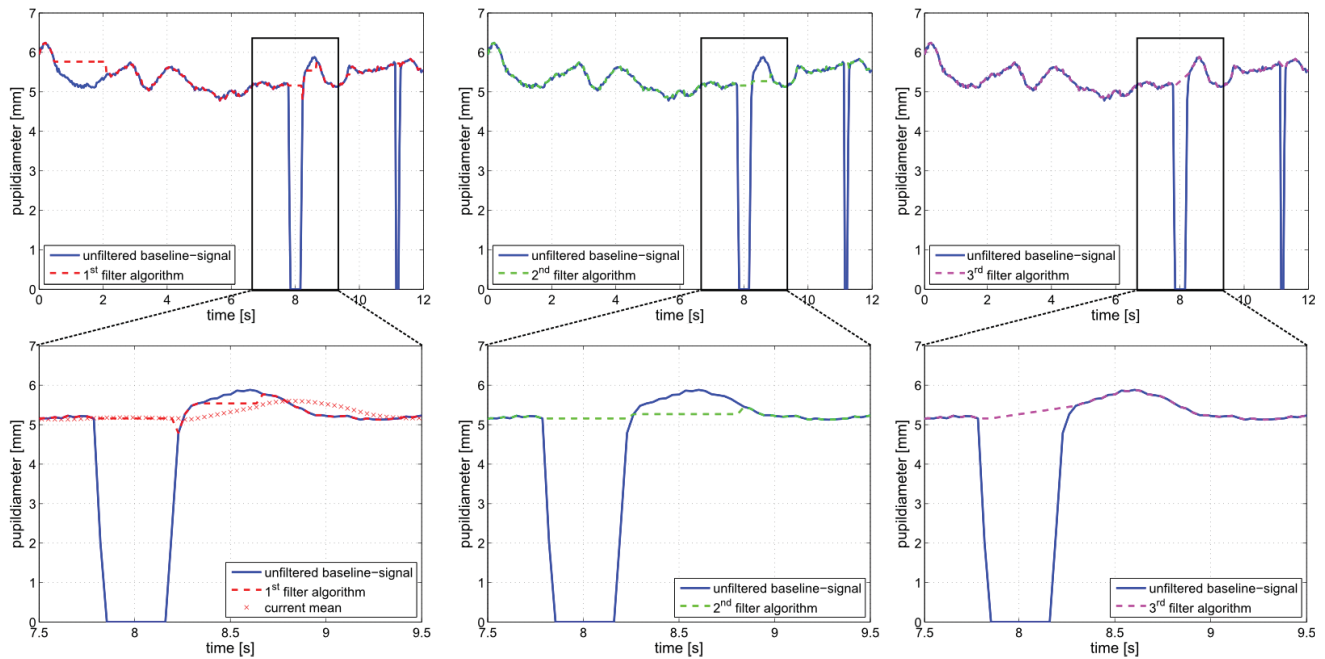 7
6
5
4
3
2
1
0
pupildiameter [mm]
unfiltered baseline−signal
1st filter algorithm
0 2 4 6 8 10 12
time [s]
7
6
5
4
3
2
1
0
pupildiameter [mm]
unfiltered baseline−signal
2nd filter algorithm
0 2 4 6 8 10 12
time [s]
7
6
5
4
3
2
1
0
pupildiameter [mm]
unfiltered baseline−signal
3rd filter algorithm
0 2 4 6 8 10 12
time [s]
7
6
5
4
3
2
1
0
pupildiameter [mm]
unfiltered baseline−signal
1st filter algorithm
current mean
7.5 8 8.5 9 9.5
time [s]
7
6
5
4
3
2
1
0
pupildiameter [mm]
unfiltered baseline−signal
2nd filter algorithm
7.5 8 8.5 9 9.5
time [s]
7
6
5
4
3
2
1
0
pupildiameter [mm]
unfiltered baseline−signal
3rd filter algorithm
7.5 8 8.5 9 9.5
time [s]